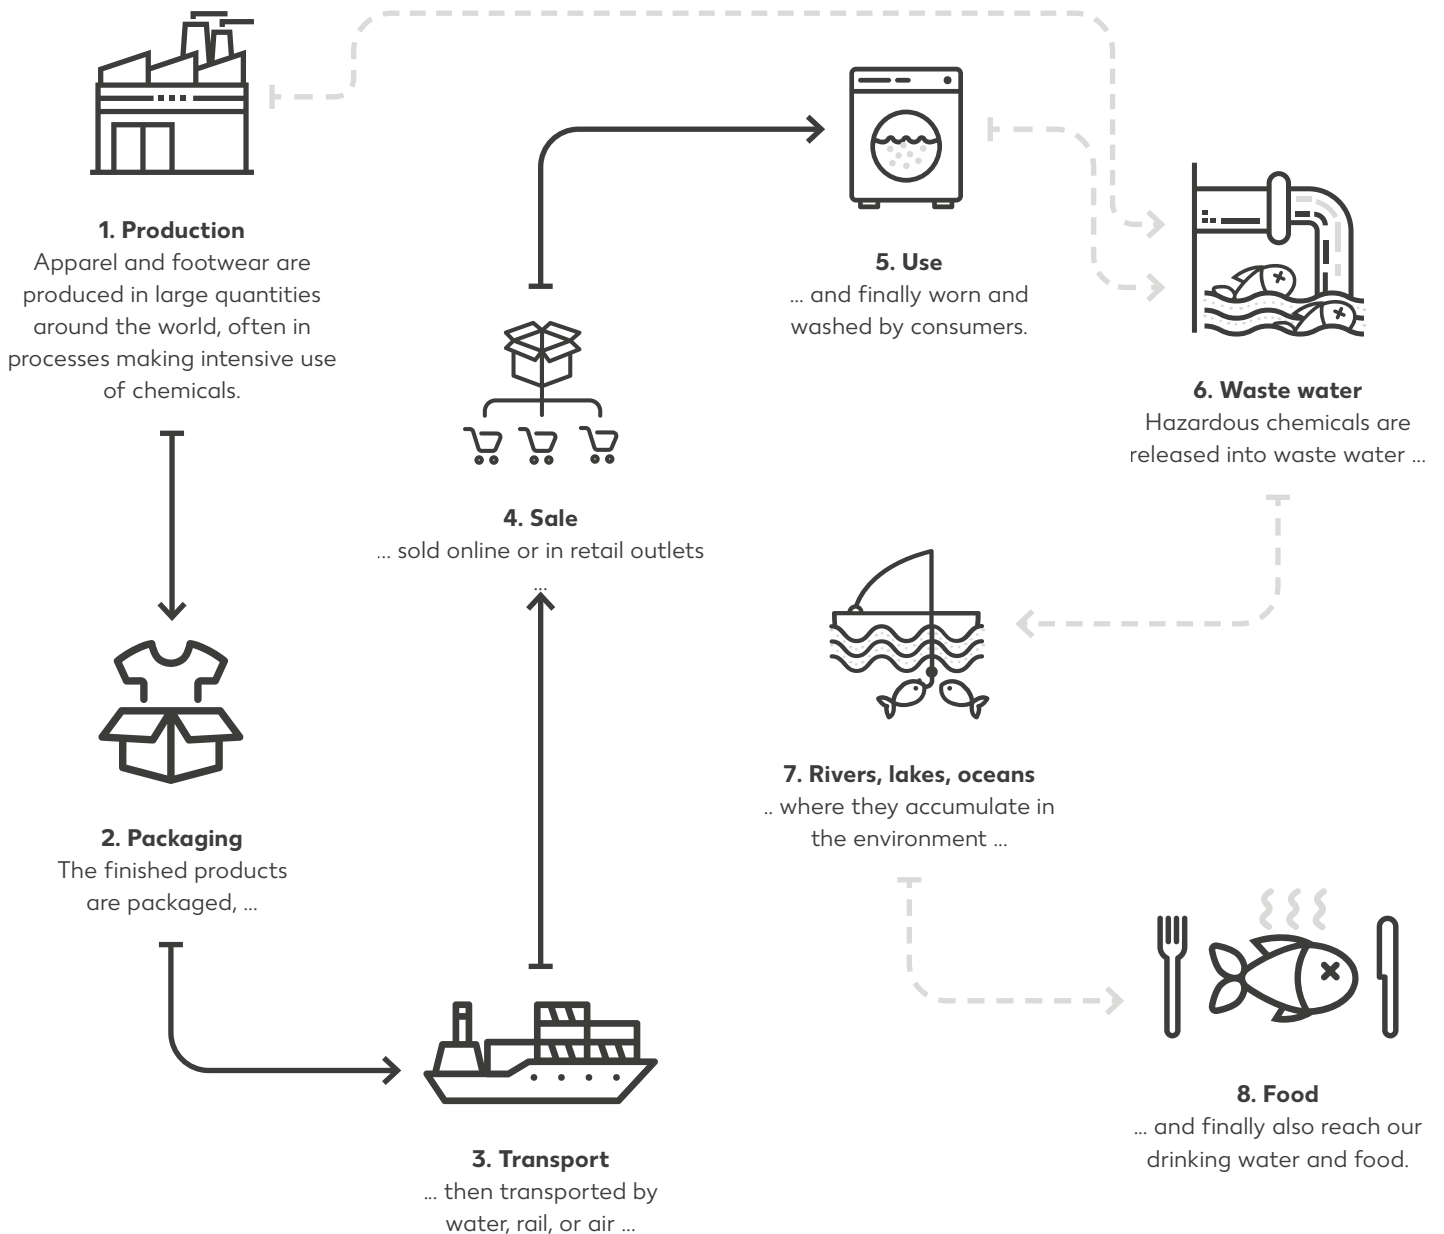 1. Production
Apparel and footwear are
produced in large quantities
around the world, often in
processes making intensive use
of chemicals.
2. Packaging
The finished products
are packaged, ...
3. Transport
... then transported by
water, rail, or air ...
4. Sale
... sold online or in retail outlets
...
5. Use
... and finally worn and
washed by consumers.
6. Waste water
Hazardous chemicals are
released into waste water ...
7. Rivers, lakes, oceans
.. where they accumulate in
the environment ...
8. Food
... and finally also reach our
drinking water and food.